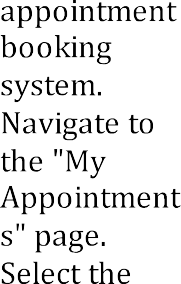 appointment
booking
system.
Navigate to
the "My
Appointment
s" page.
Select the